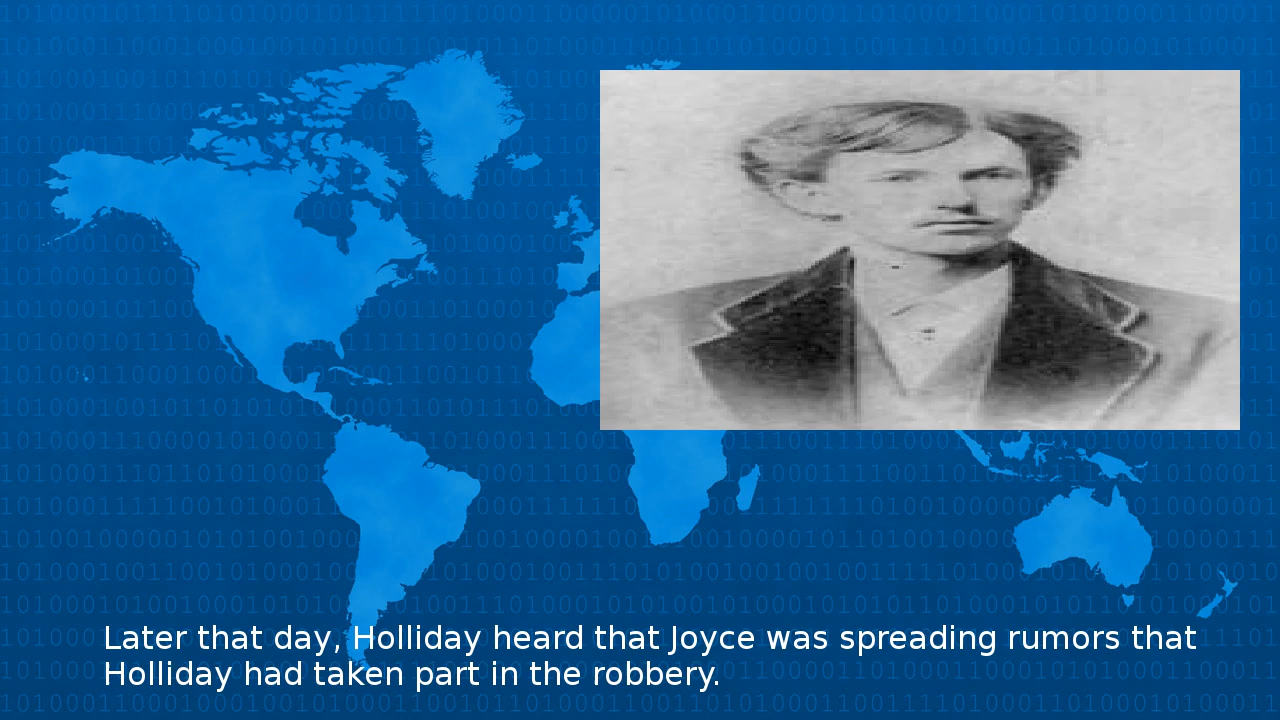 Later that day, Holliday heard that Joyce was spreading rumors that
Holliday had taken part in the robbery.